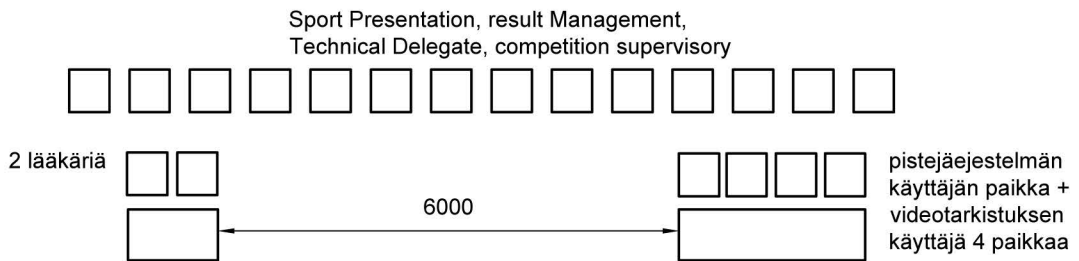 Sport Presentation, result Management,
Technical Delegate, competition supervisory
2 lääkäriä
6000
pistejäejestelmän
käyttäjän paikka +
videotarkistuksen
käyttäjä 4 paikkaa